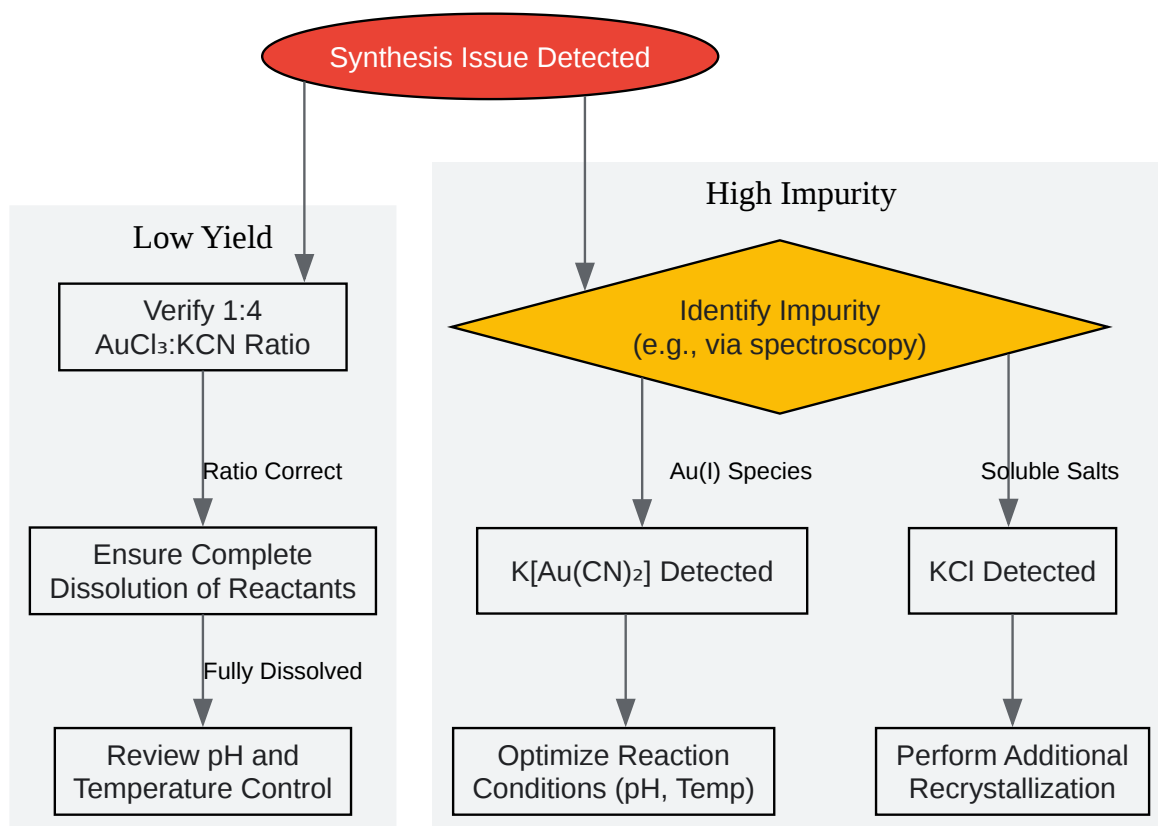 Synthesis Issue Detected
Low Yield
Verify 1:4
AuCl₃:KCN Ratio
Ratio Correct
Ensure Complete
Dissolution of Reactants
Fully Dissolved
Review pH and
Temperature Control
High Impurity
Identify Impurity
(e.g., via spectroscopy)
Au(I) Species
Soluble Salts
K[Au(CN)₂] Detected
KCl Detected
Optimize Reaction
Conditions (pH, Temp)
Perform Additional
Recrystallization